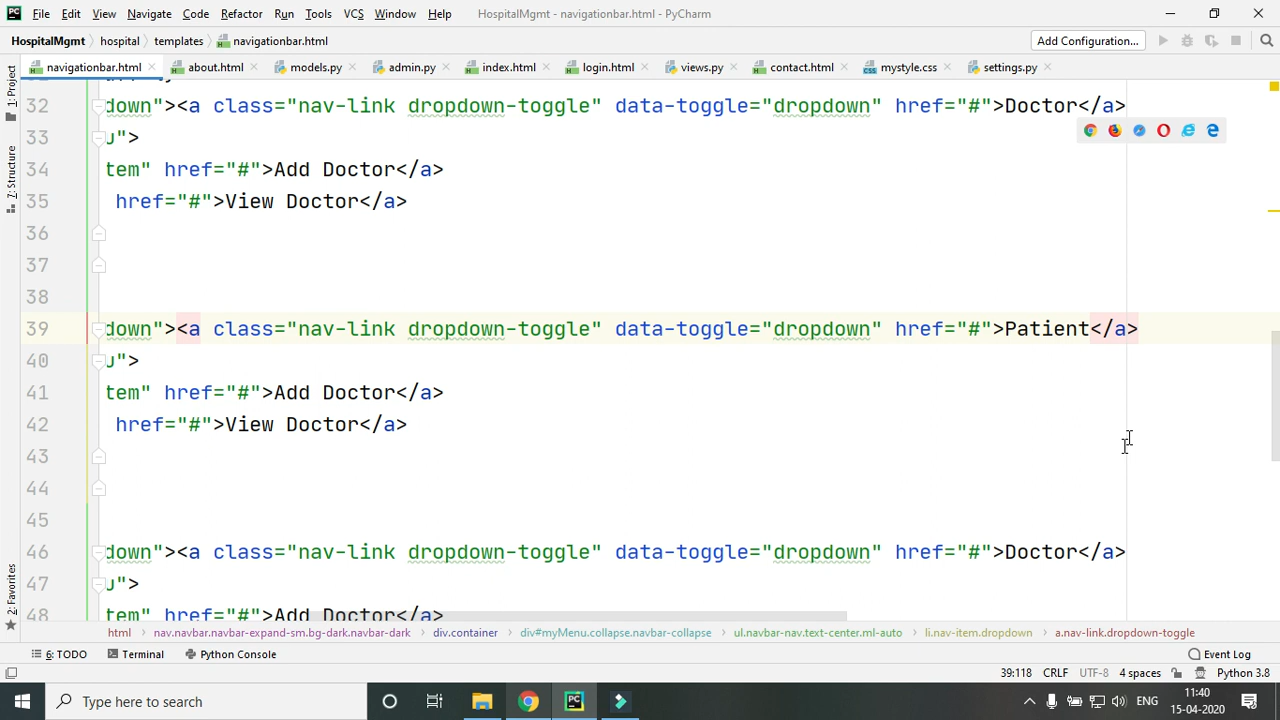 PC File Edit View Navigate Code Refactor Run Tools VCS Window Help HospitalMgmt - navigationbar.html - PyCharm
HospitalMgmt hospital templates navigationbar.html Add Configuration...
navigationbar.html about.html models.py admin.py index.html login.html views.py contact.html mystyle.css settings.py
1: Project
7: Structure
2: Favorites
32 down"><a class="nav-link dropdown-toggle" data-toggle="dropdown" href="#">Doctor</a>
33 u">
34 tem" href="#">Add Doctor</a>
35 href="#">View Doctor</a>
36
37
38
39 down"><a class="nav-link dropdown-toggle" data-toggle="dropdown" href="#">Patient</a>
40 u">
41 tem" href="#">Add Doctor</a>
42 href="#">View Doctor</a>
43
44
45
46 down"><a class="nav-link dropdown-toggle" data-toggle="dropdown" href="#">Doctor</a>
47 u">
48 tem" href="#">Add Doctor</a>
html nav.navbar.navbar-expand-sm.bg-dark.navbar-dark div.container div#myMenu.collapse.navbar-collapse ul.navbar-nav.text-center.ml-auto li.nav-item.dropdown a.nav-link.dropdown-toggle
6: TODO Terminal Python Console Event Log
39:118 CRLF UTF-8 4 spaces Python 3.8
Type here to search PC ENG 11:40
15-04-2020